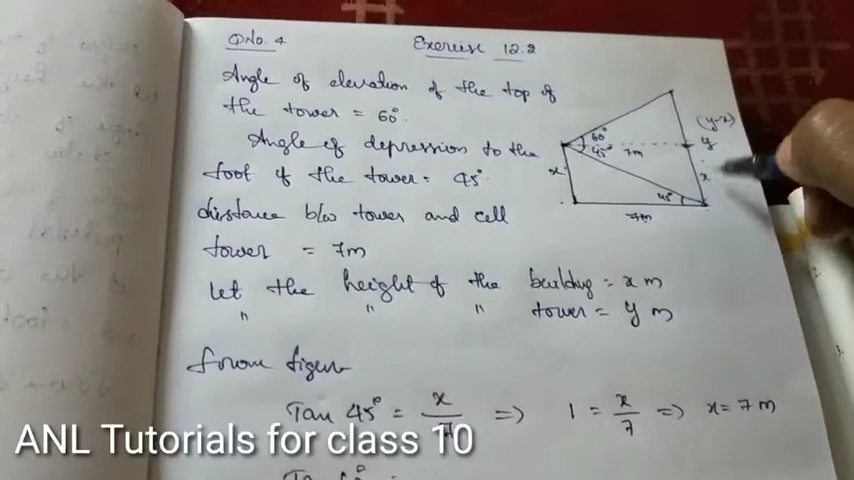 QNo. 4 Exercise 12.2
Angle of elevation of the top of
the tower = 60°.
Angle of depression to the
foot of the tower = 45°
distance b/w tower and cell
tower = 7m
let the height of the building = x m
" " " tower = y m
from figure
Tan 45° = x/7 => 1 = x/7 => x = 7 m
60°
45°
7m
(y-x)
y
x
x
45°
7m
ANL Tutorials for class 10